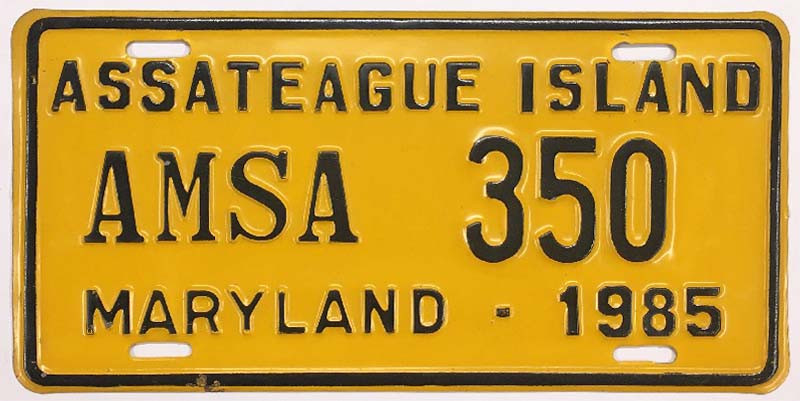 ASSATEAGUE ISLAND
AMSA 350
MARYLAND - 1985